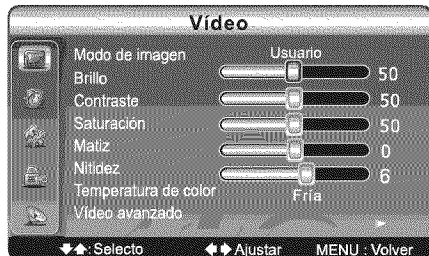 Vídeo
Modo de imagen Usuario
Brillo 50
Contraste 50
Saturación 50
Matiz 0
Nitidez 6
Temperatura de color Fría
Vídeo avanzado
:Selecto Ajustar MENU : Volver